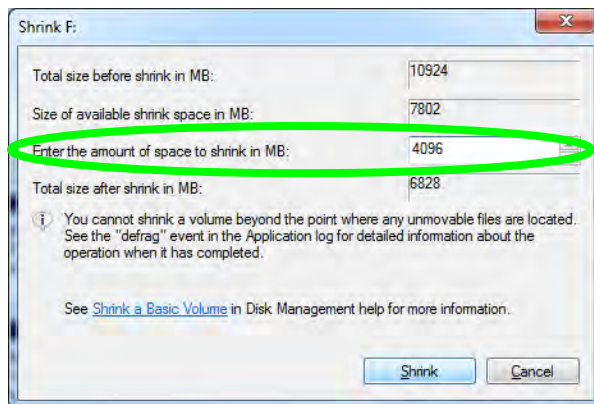 Shrink F:
Total size before shrink in MB: 10924
Size of available shrink space in MB: 7802
Enter the amount of space to shrink in MB: 4096
Total size after shrink in MB: 6828
You cannot shrink a volume beyond the point where any unmovable files are located.
See the "defrag" event in the Application log for detailed information about the
operation when it has completed.
See Shrink a Basic Volume in Disk Management help for more information.
Shrink Cancel